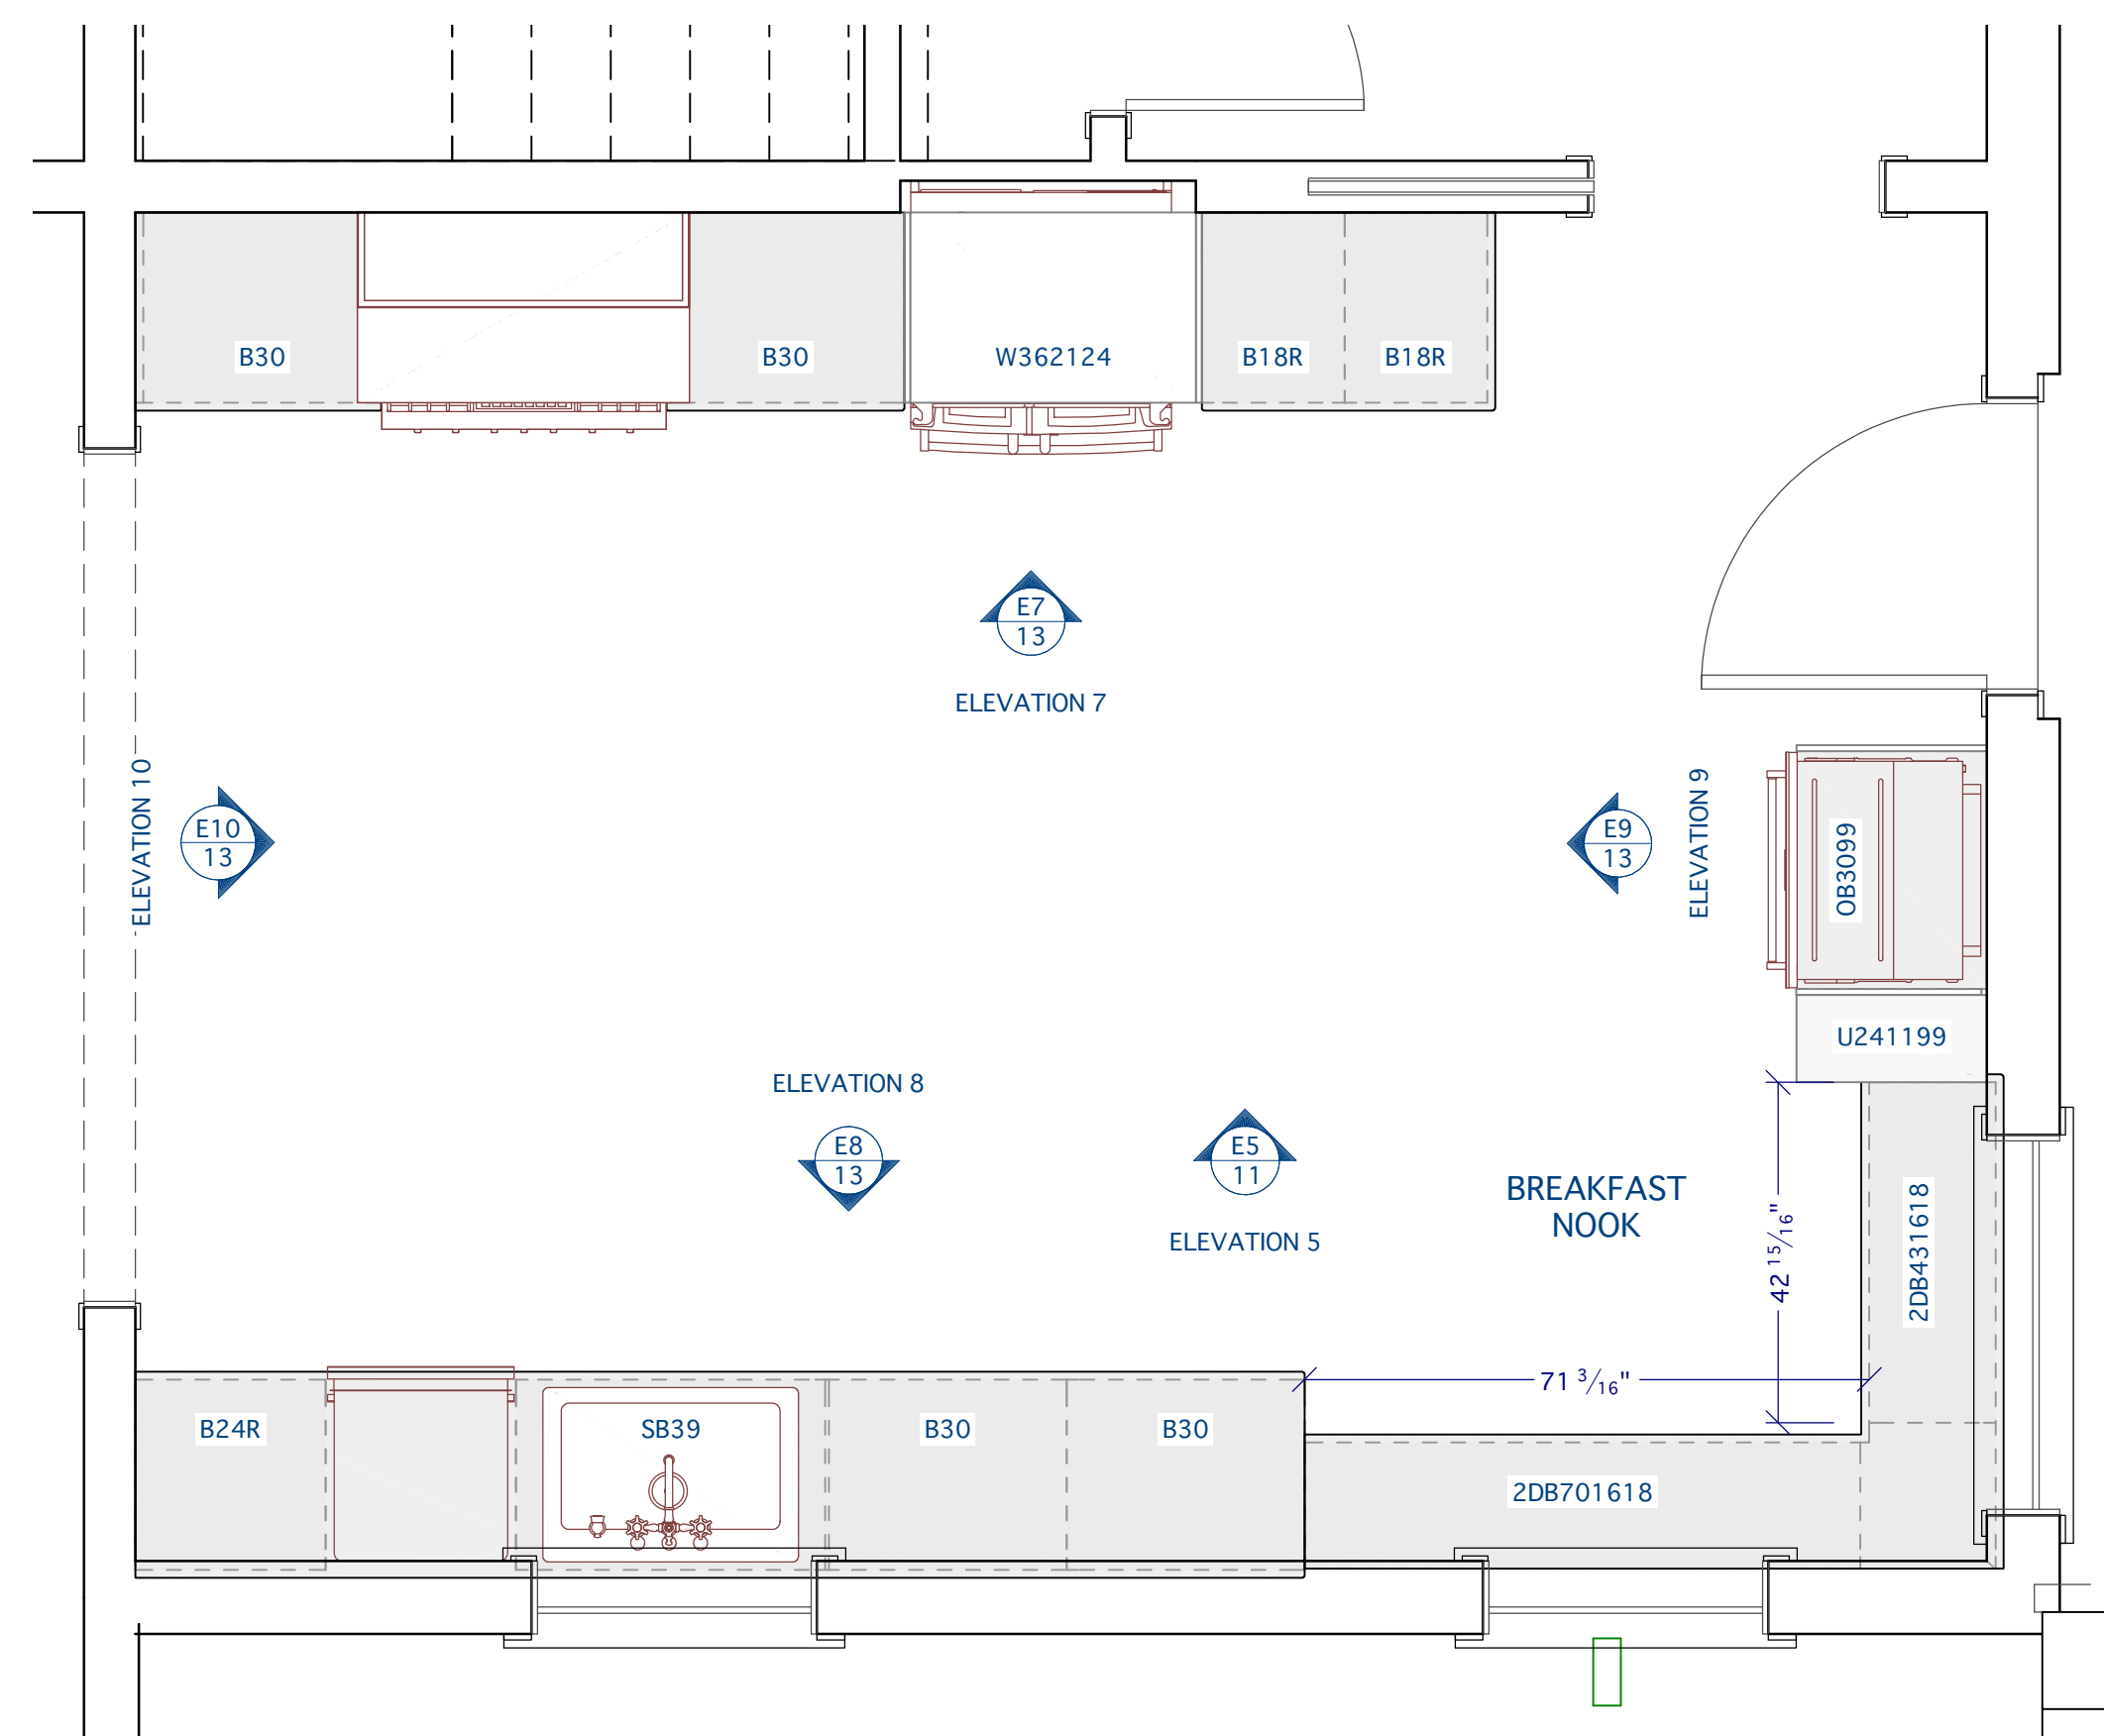 B30
B30
W362124
B18R
B18R
E7
13
ELEVATION 7
ELEVATION 10
E10
13
E9
13
ELEVATION 9
OB3099
U241199
ELEVATION 8
E8
13
E5
11
ELEVATION 5
BREAKFAST
NOOK
42 15/16"
2DB431618
71 3/16"
B24R
SB39
B30
B30
2DB701618